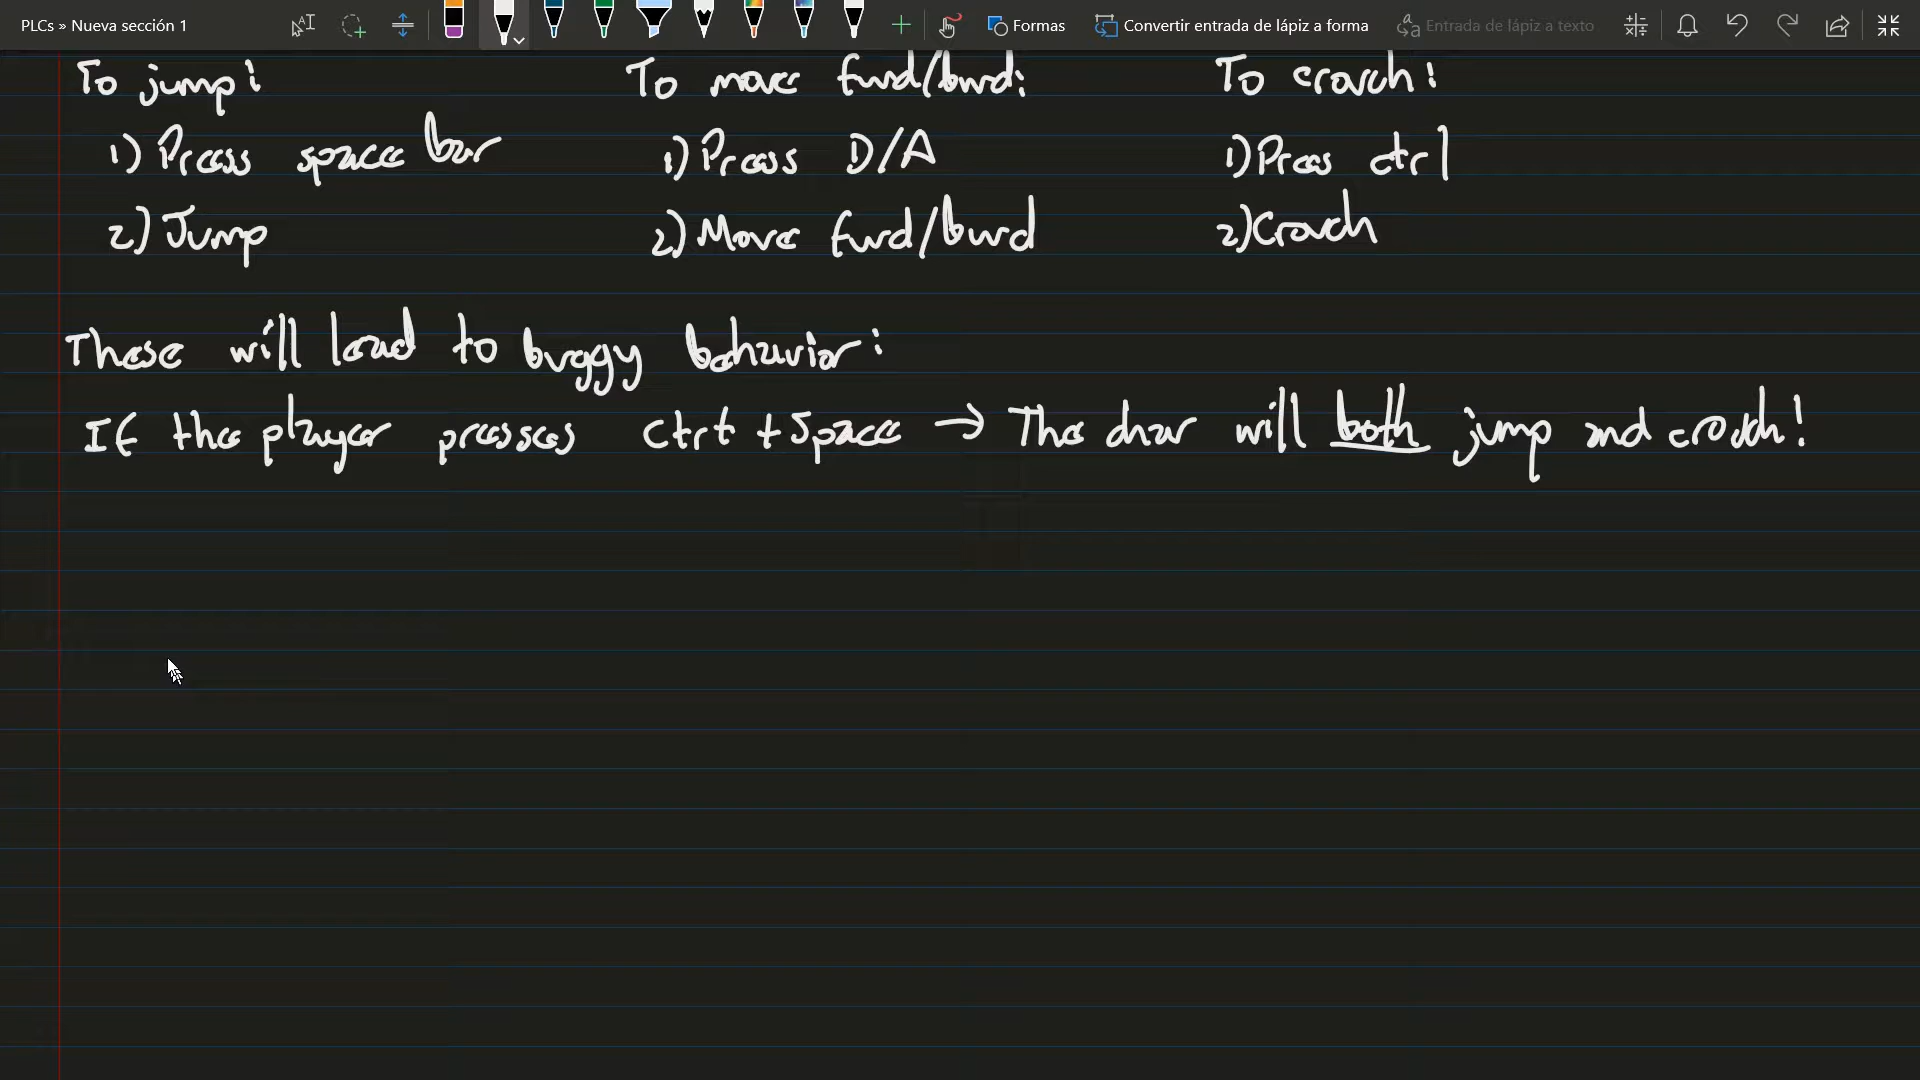 PLCs » Nueva sección 1 Formas Convertir entrada de lápiz a forma Entrada de lápiz a texto
To jump: To move fwd/bwd: To crouch:
1) Press space bar 1) Press D/A 1) Press ctrl
2) Jump 2) Move fwd/bwd 2) Crouch
These will lead to buggy behavior:
If the player presses Ctrt + Space → The char will both jump and crouch!